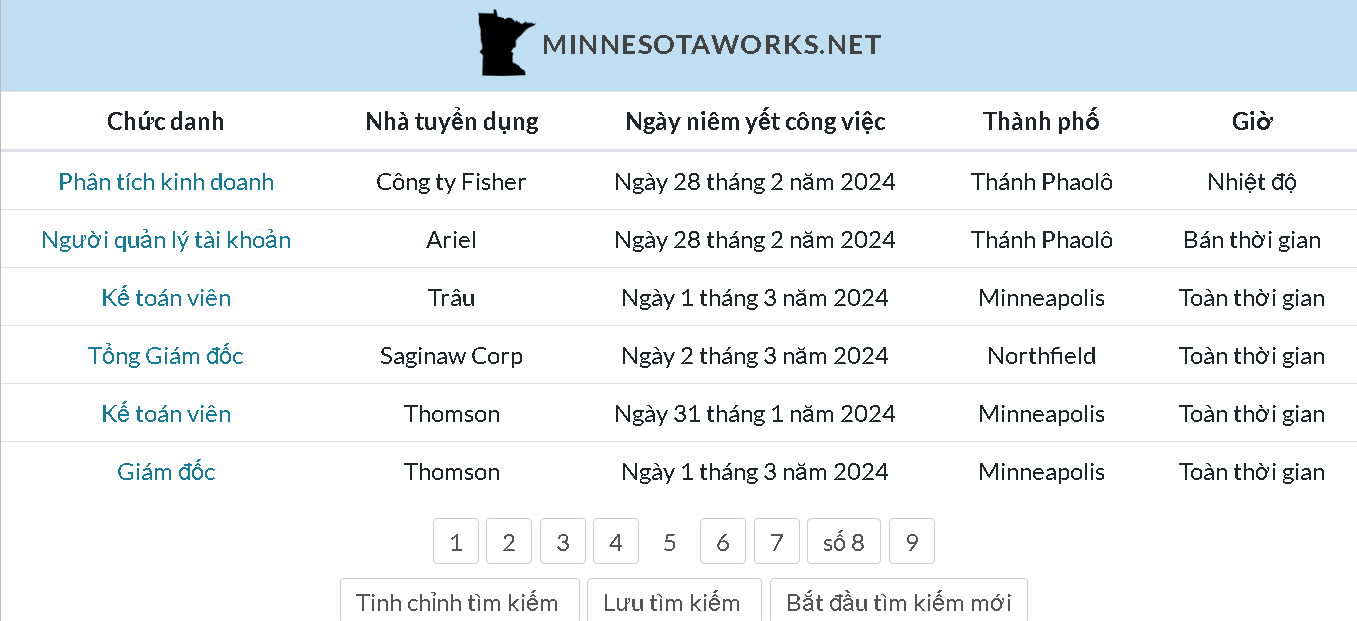 MINNESOTAWORKS.NET
Chức danh Nhà tuyển dụng Ngày niêm yết công việc Thành phố Giờ
Phân tích kinh doanh Công ty Fisher Ngày 28 tháng 2 năm 2024 Thánh Phaolô Nhiệt độ
Người quản lý tài khoản Ariel Ngày 28 tháng 2 năm 2024 Thánh Phaolô Bán thời gian
Kế toán viên Trâu Ngày 1 tháng 3 năm 2024 Minneapolis Toàn thời gian
Tổng Giám đốc Saginaw Corp Ngày 2 tháng 3 năm 2024 Northfield Toàn thời gian
Kế toán viên Thomson Ngày 31 tháng 1 năm 2024 Minneapolis Toàn thời gian
Giám đốc Thomson Ngày 1 tháng 3 năm 2024 Minneapolis Toàn thời gian
1 2 3 4 5 6 7 số 8 9
Tinh chỉnh tìm kiếm Lưu tìm kiếm Bắt đầu tìm kiếm mới